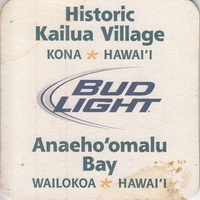 Historic
Kailua Village
KONA ★ HAWAI'I
BUD
LIGHT
Anaeho'omalu
Bay
WAILOKOA ★ HAWAI'I